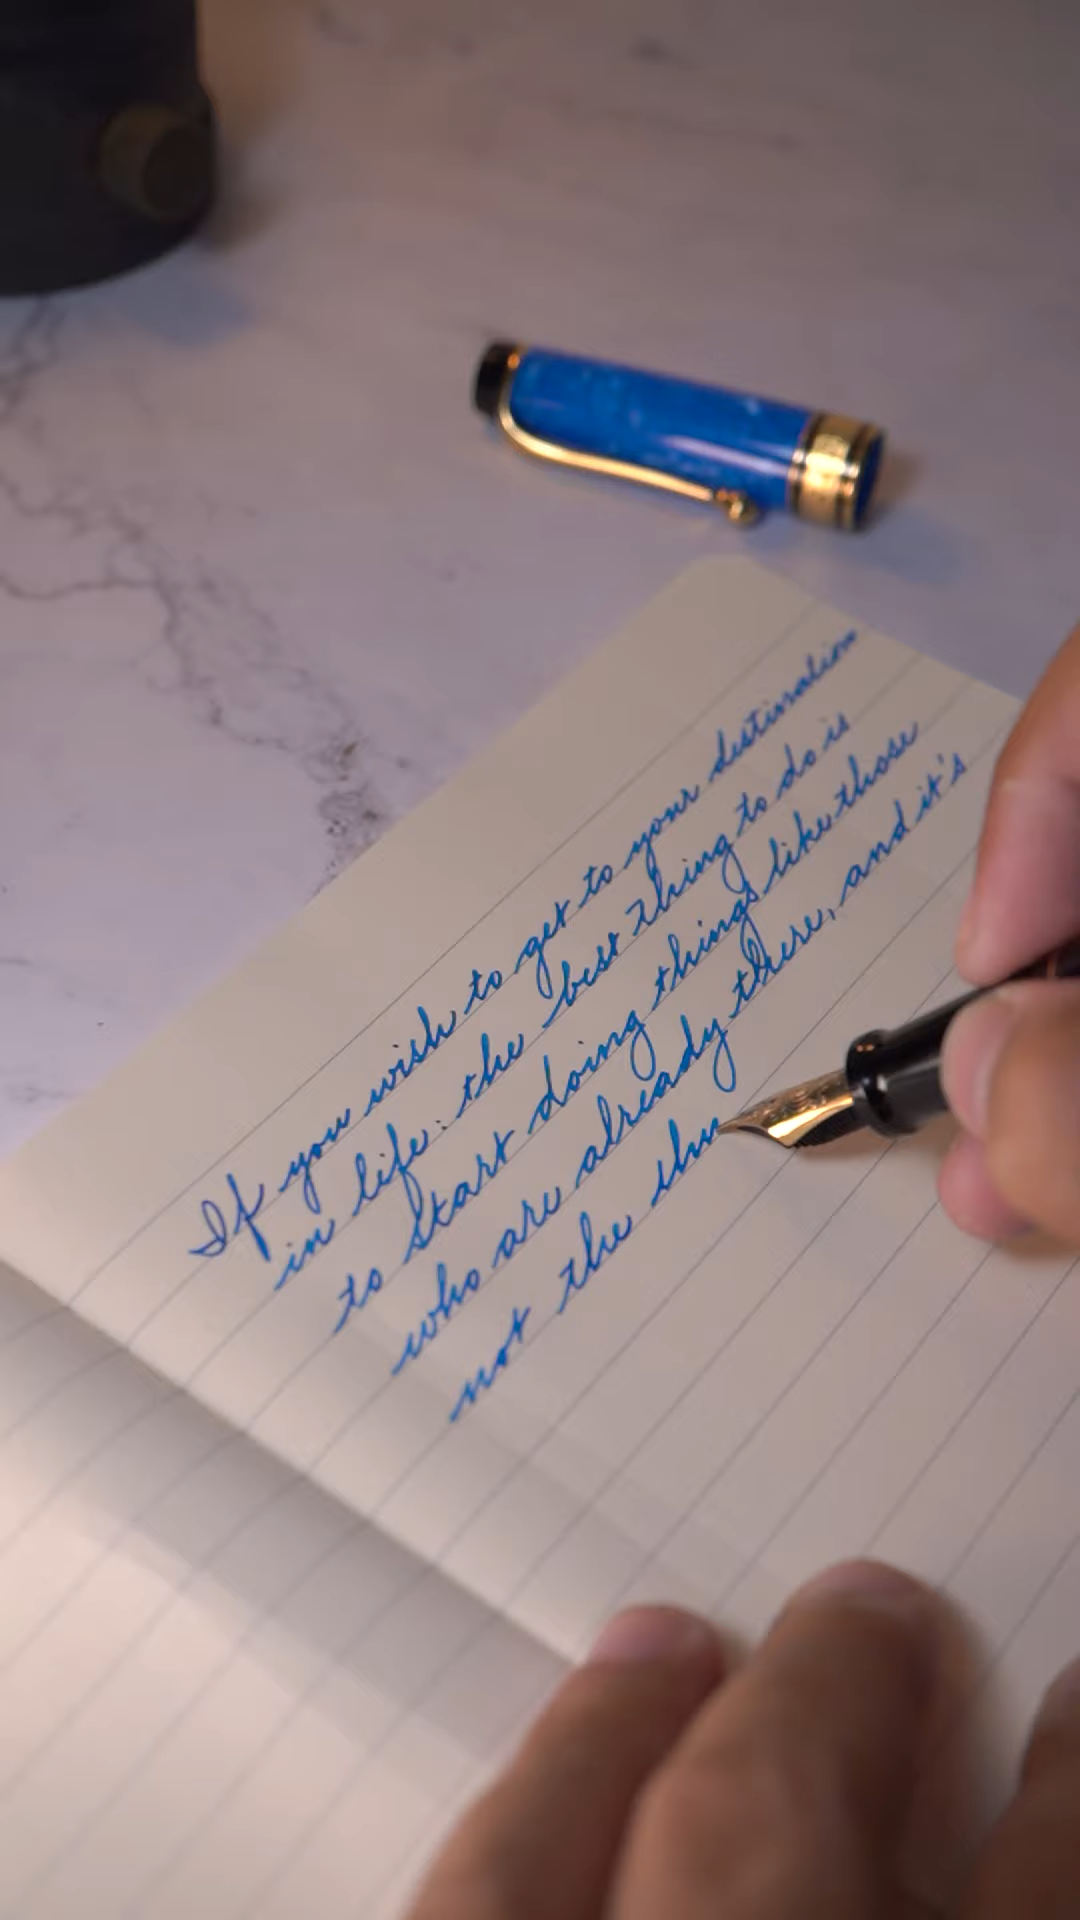 If you wish to get to your destination
in life: the best thing to do is
to start doing things like those
who are already there, and it's
not the